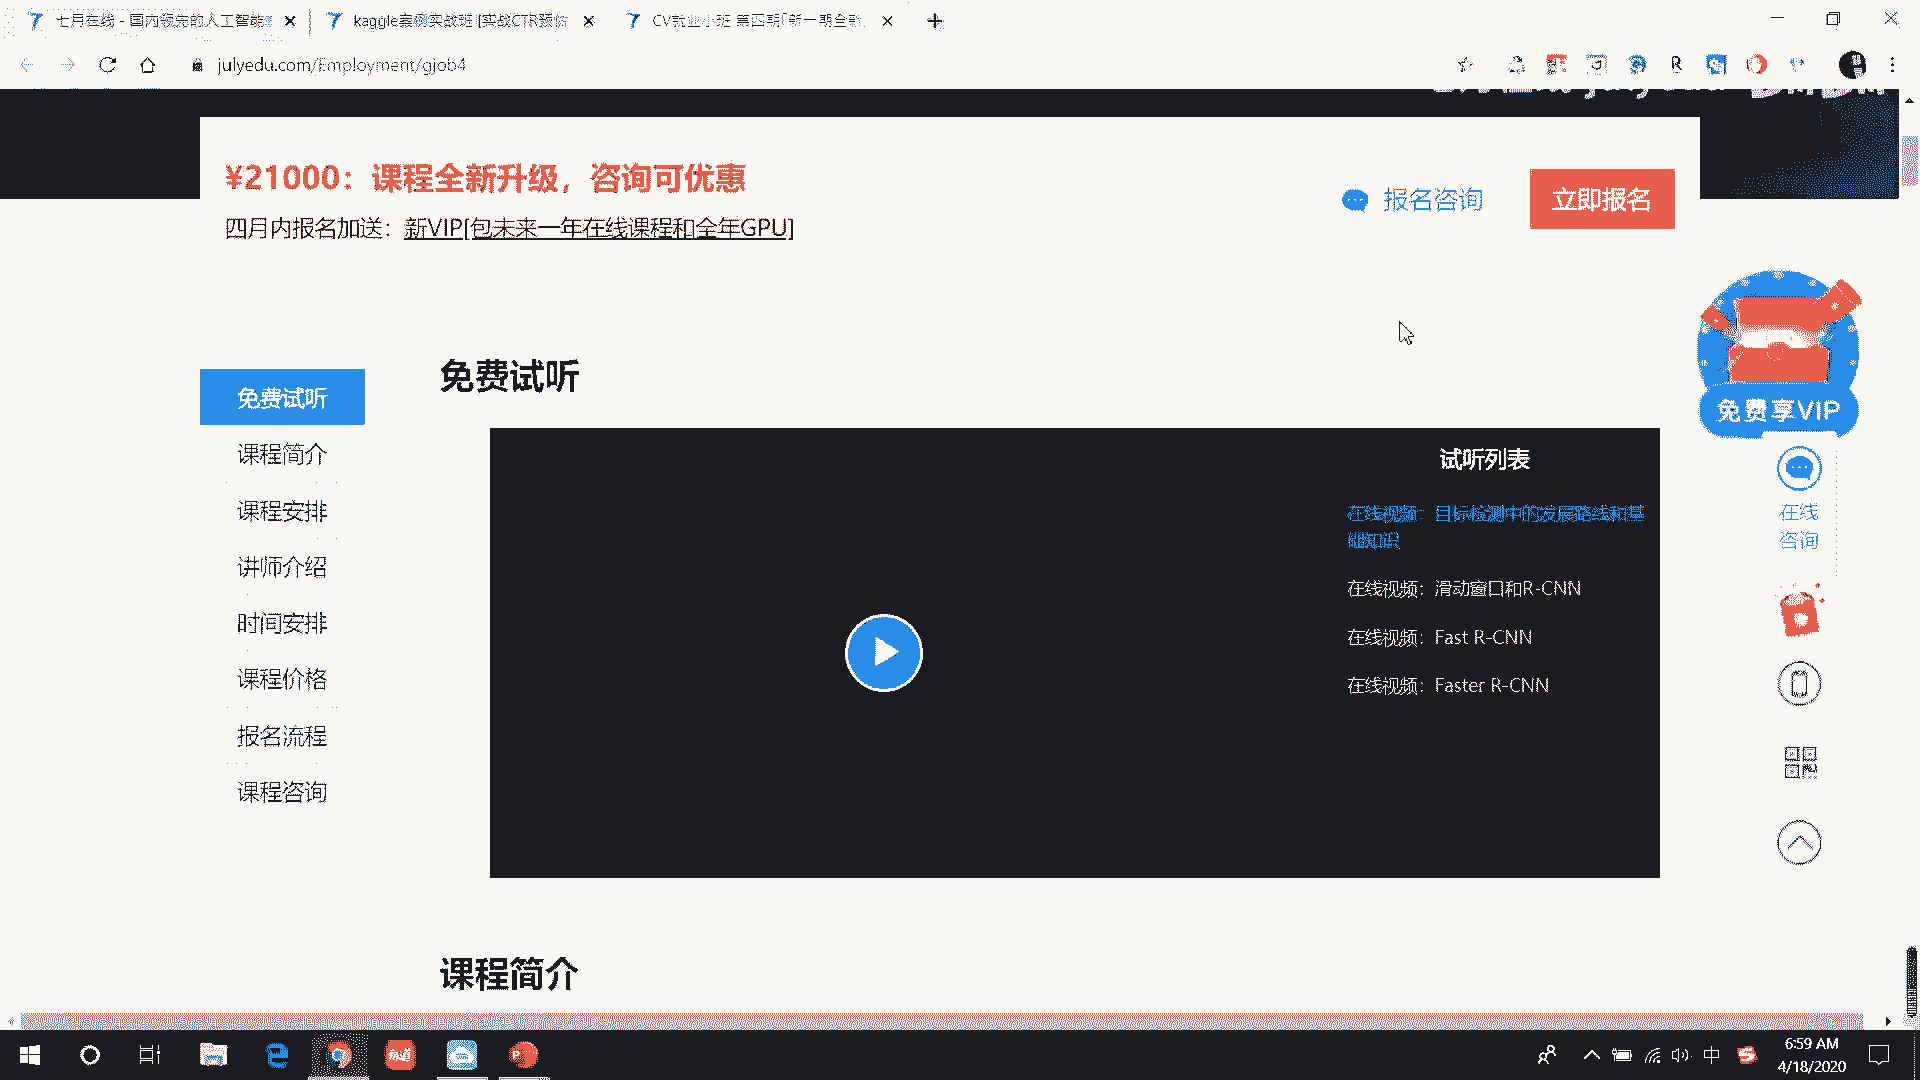 七月在线 - 国内领先的人工智能
kaggle案例实战班 [实战CTR预估
CV就业小班 第四期「新一期全新
julyedu.com/Employment/gjob4
¥21000：课程全新升级，咨询可优惠
四月内报名加送：新VIP[包未来一年在线课程和全年GPU]
报名咨询
立即报名
免费享VIP
在线
咨询
免费试听
课程简介
课程安排
讲师介绍
时间安排
课程价格
报名流程
课程咨询
免费试听
试听列表
在线视频：目标检测中的发展路线和基
础知识
在线视频：滑动窗口和R-CNN
在线视频：Fast R-CNN
在线视频：Faster R-CNN
课程简介
中
6:59 AM
4/18/2020